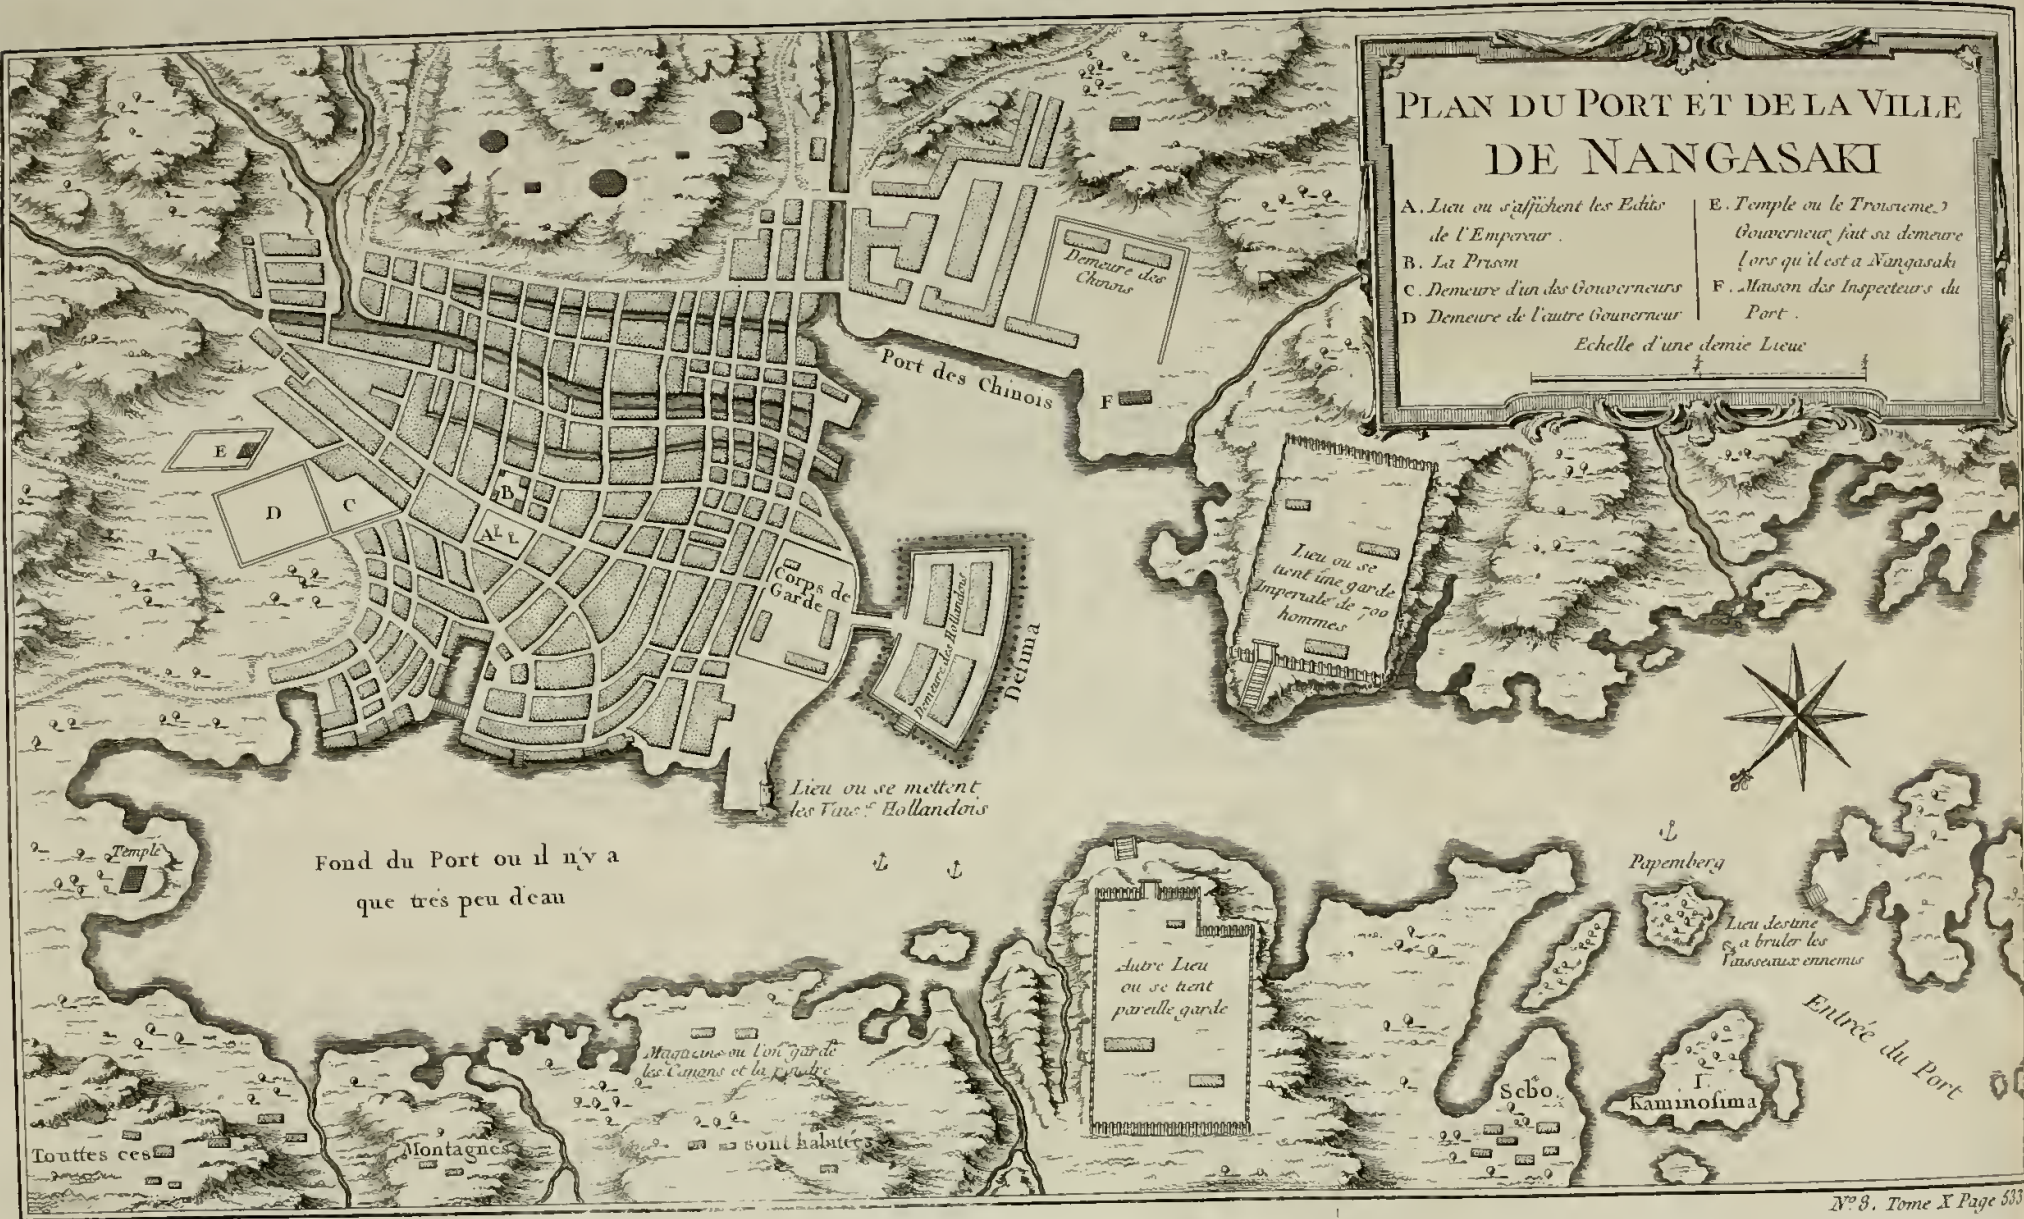 PLAN DU PORT ET DE LA VILLE
DE NANGASAKI
A. Lieu ou s'affichent les Edits
de l'Empereur.
B. La Prison
C. Demeure d'un des Gouverneurs
D Demeure de l'autre Gouverneur
E. Temple ou le Troisieme
Gouverneur fait sa demeure
lors qu'il est a Nangasaki
F. Maison des Inspecteurs du
Port.
Echelle d'une demie Lieue
Demeure des
Chinois
Port des Chinois
F
E
D
C
B
A
Corps de
Garde
Demeure des Hollandois
Desima
Lieu ou se
tient une garde
Imperiale de 700
hommes
Lieu ou se mettent
les Vaiss. Hollandois
Temple
Fond du Port ou il n'y a
que trés peu d'eau
Papemberg
Lieu destiné
a bruler les
Vaisseaux ennemis
Autre Lieu
ou se tient
pareille garde
Entrée du Port
Magazins ou l'on garde
les Canons et la poudre
Sebo
I.
Kaminosima
Touttes ces Montagnes sont habitées
No. 8. Tome X Page 533